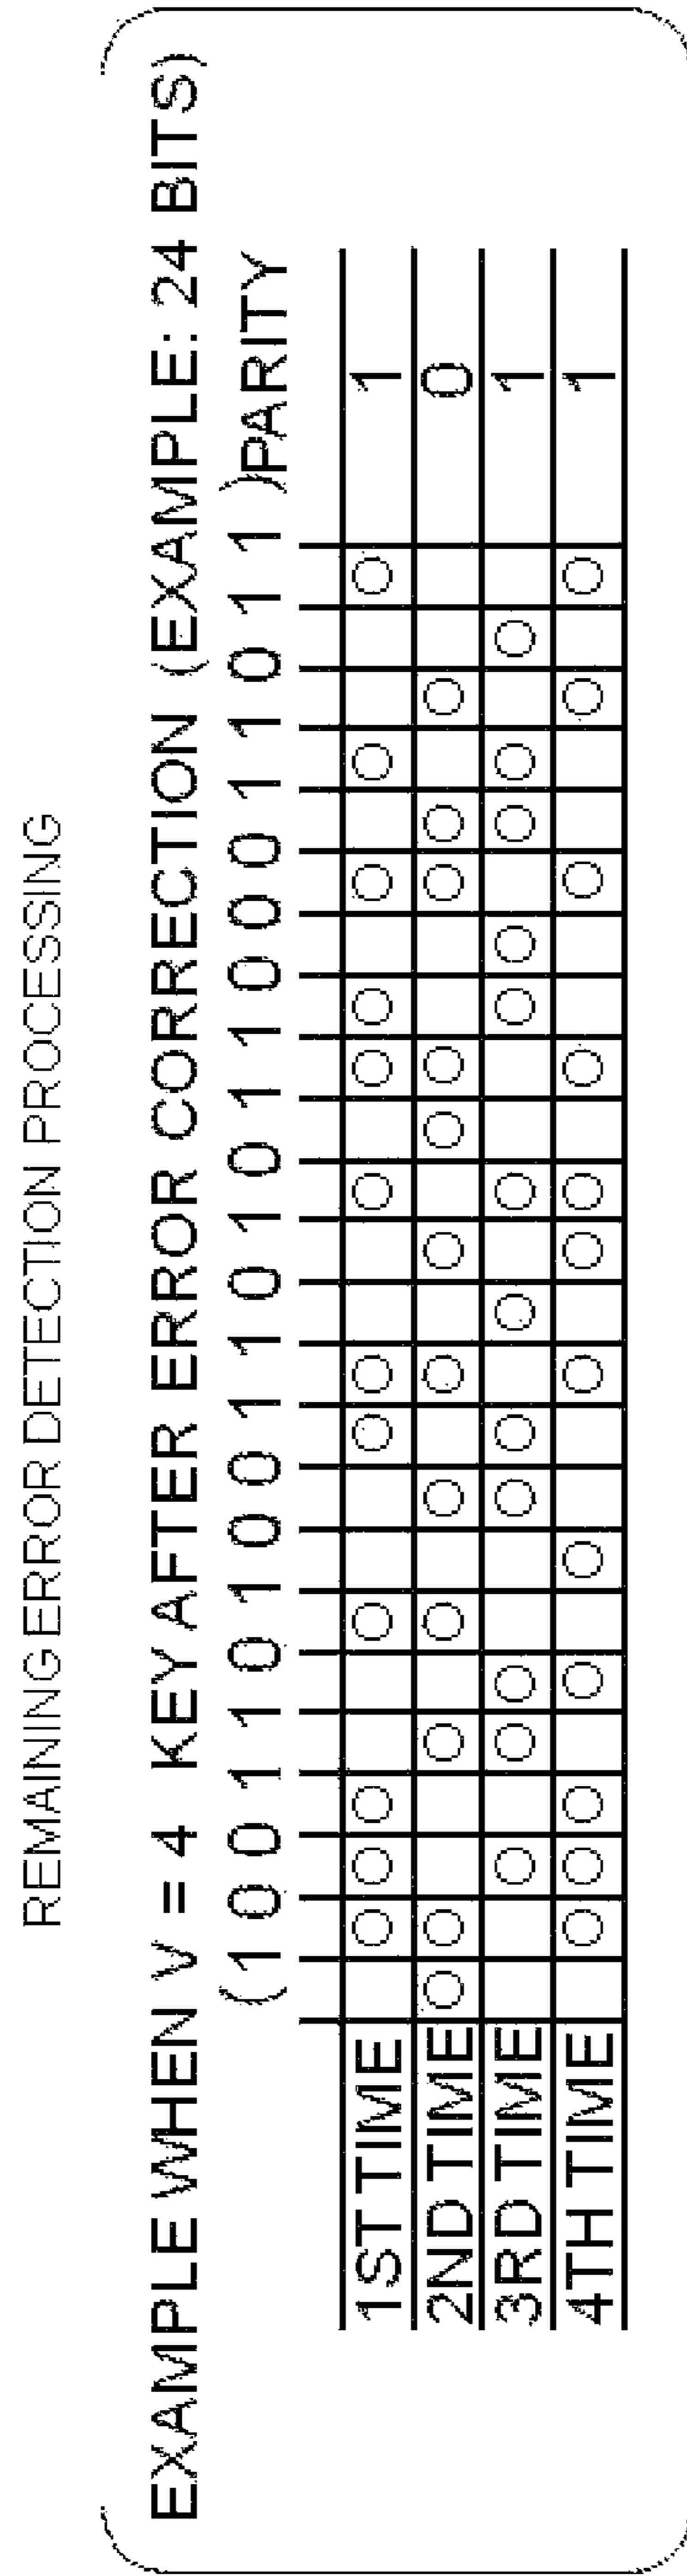 REMAINING ERROR DETECTION PROCESSING
EXAMPLE WHEN V = 4 KEY AFTER ERROR CORRECTION (EXAMPLE: 24 BITS)
(1 0 0 1 1 0 1 0 0 1 1 0 1 0 1 1 0 0 0 1 1 0 1 1 )PARITY
1ST TIME 1
2ND TIME 0
3RD TIME 1
4TH TIME 1